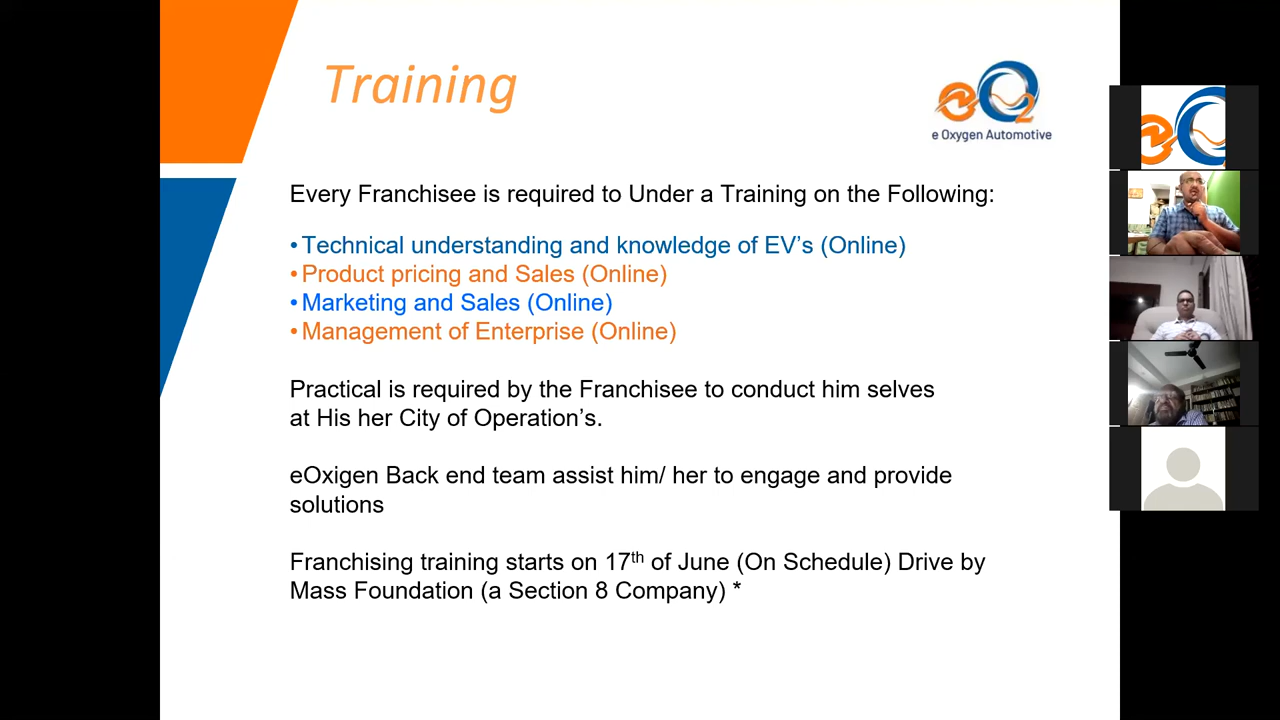 Training
eO2
e Oxygen Automotive
Every Franchisee is required to Under a Training on the Following:
• Technical understanding and knowledge of EV’s (Online)
• Product pricing and Sales (Online)
• Marketing and Sales (Online)
• Management of Enterprise (Online)
Practical is required by the Franchisee to conduct him selves
at His her City of Operation’s.
eOxigen Back end team assist him/ her to engage and provide
solutions
Franchising training starts on 17th of June (On Schedule) Drive by
Mass Foundation (a Section 8 Company) *